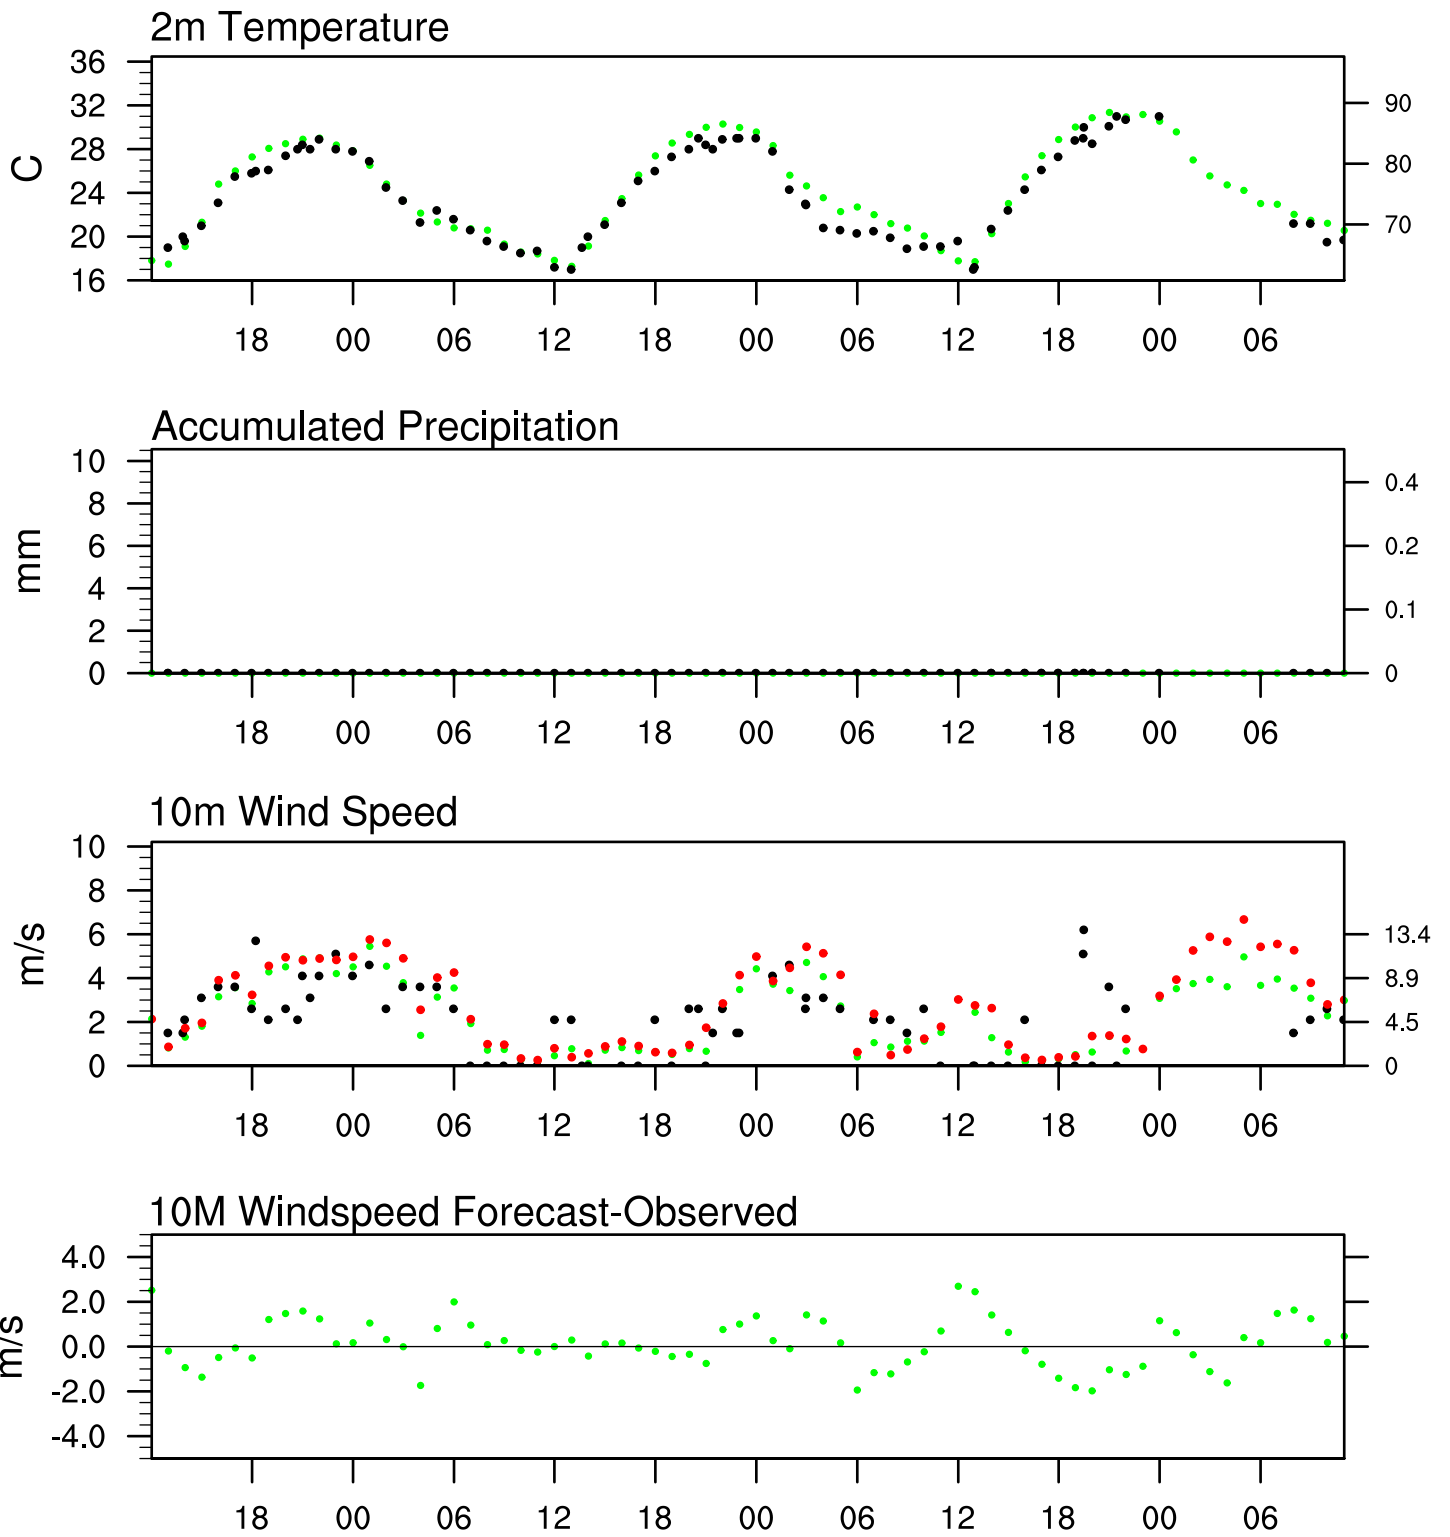 2m Temperature
36
32
28
24
20
16
C
90
80
70
18 00 06 12 18 00 06 12 18 00 06
Accumulated Precipitation
10
8
6
4
2
0
mm
0.4
0.2
0.1
0
18 00 06 12 18 00 06 12 18 00 06
10m Wind Speed
10
8
6
4
2
0
m/s
13.4
8.9
4.5
0
18 00 06 12 18 00 06 12 18 00 06
10M Windspeed Forecast-Observed
4.0
2.0
0.0
-2.0
-4.0
m/s
18 00 06 12 18 00 06 12 18 00 06